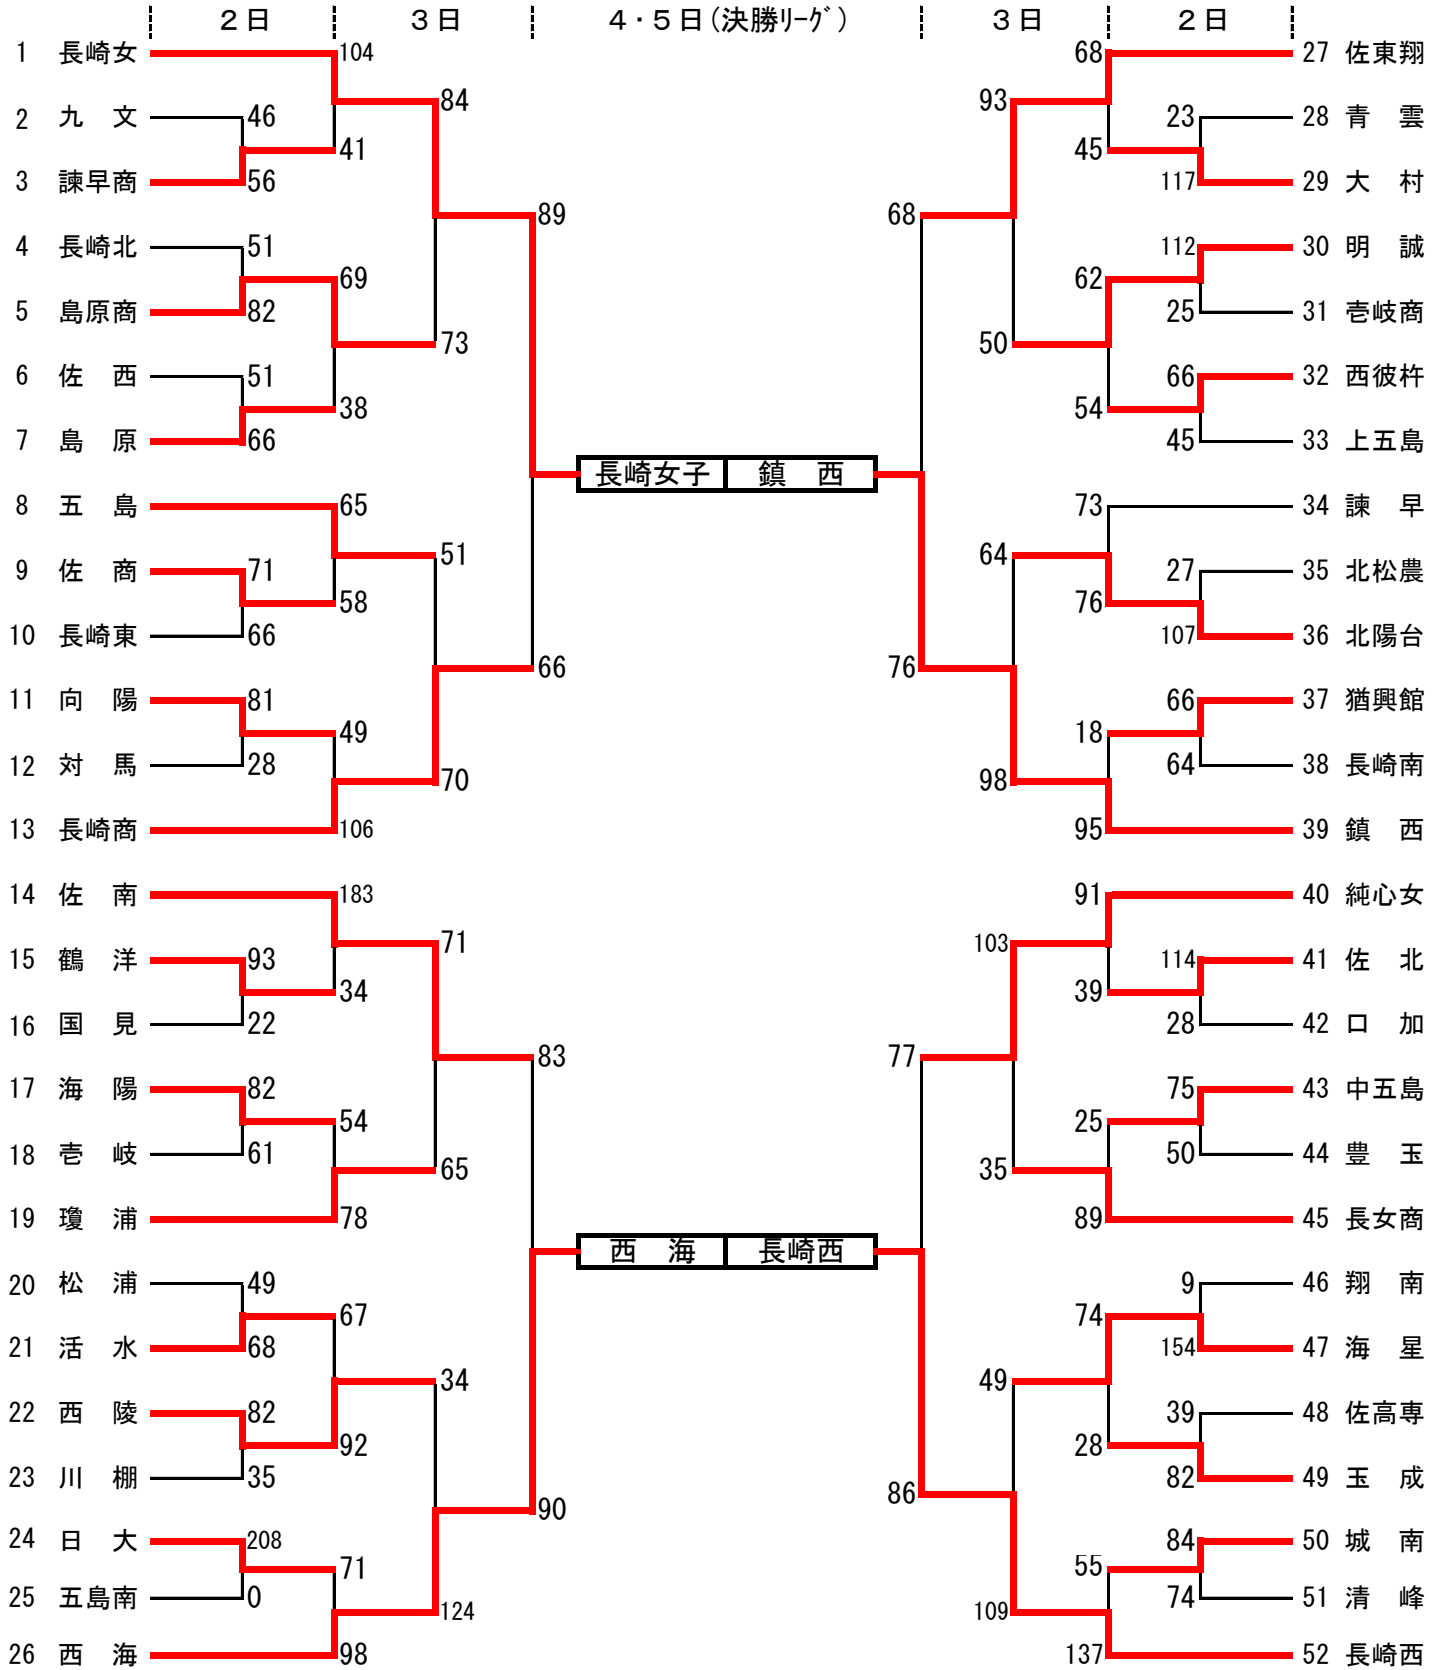 ２日 ３日 ４・５日(決勝ﾘｰｸﾞ) ３日 ２日
1 長崎女 104 68 27 佐東翔
84 93
2 九　文 46 23 28 青　雲
41 45
3 諫早商 56 117 29 大　村
89 68
4 長崎北 51 112 30 明　誠
69 62
5 島原商 82 25 31 壱岐商
73 50
6 佐　西 51 66 32 西彼杵
38 54
7 島　原 66 45 33 上五島
長崎女子 鎮　西
8 五　島 65 73 34 諫　早
51 64
9 佐　商 71 27 35 北松農
58 76
10 長崎東 66 107 36 北陽台
66 76
11 向　陽 81 66 37 猶興館
49 18
12 対　馬 28 64 38 長崎南
70 98
13 長崎商 106 95 39 鎮　西
14 佐　南 183 91 40 純心女
71 103
15 鶴　洋 93 114 41 佐　北
34 39
16 国　見 22 28 42 口　加
83 77
17 海　陽 82 75 43 中五島
54 25
18 壱　岐 61 50 44 豊　玉
65 35
19 瓊　浦 78 89 45 長女商
西　海 長崎西
20 松　浦 49 9 46 翔　南
67 74
21 活　水 68 154 47 海　星
34 49
22 西　陵 82 39 48 佐高専
92 28
23 川　棚 35 82 49 玉　成
90 86
24 日　大 208 84 50 城　南
71 55
25 五島南 0 74 51 清　峰
124 109
26 西　海 98 137 52 長崎西